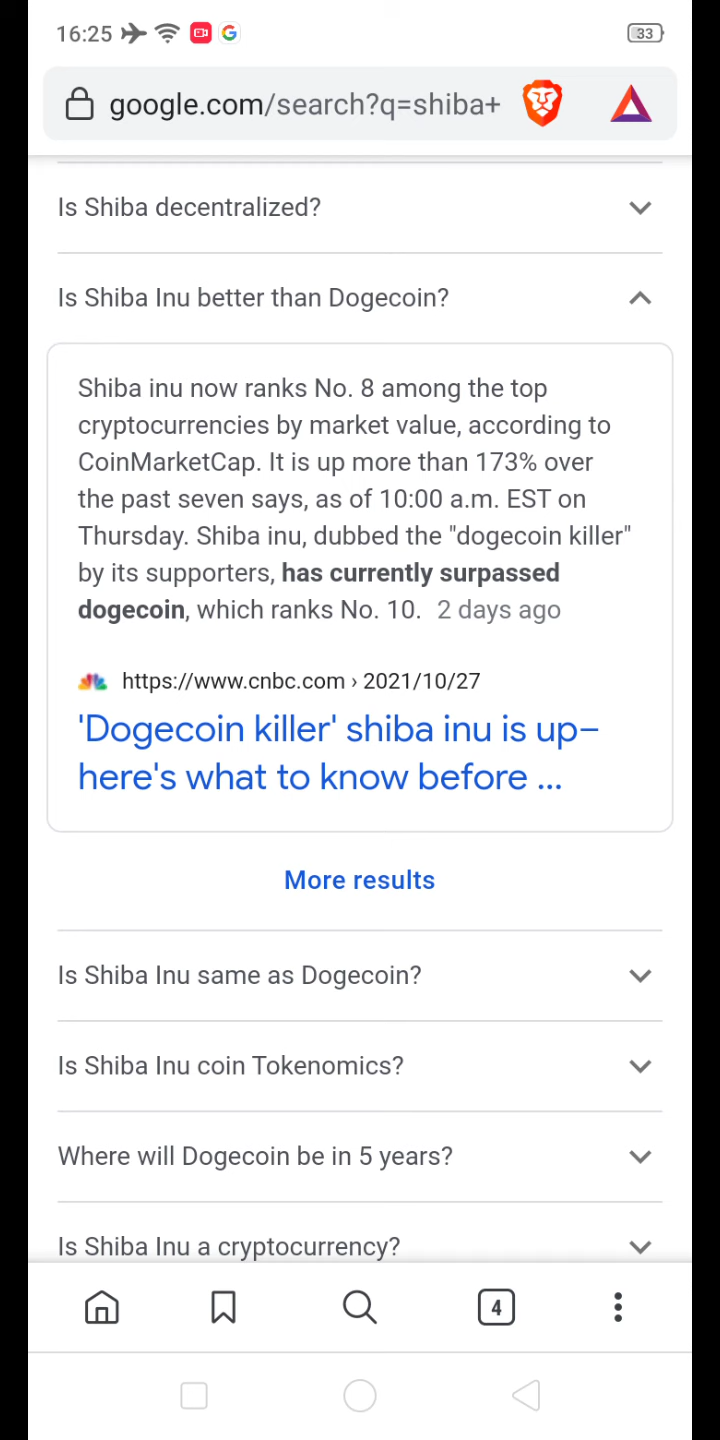 16:25
33
google.com/search?q=shiba+
Is Shiba decentralized?
Is Shiba Inu better than Dogecoin?
Shiba inu now ranks No. 8 among the top
cryptocurrencies by market value, according to
CoinMarketCap. It is up more than 173% over
the past seven says, as of 10:00 a.m. EST on
Thursday. Shiba inu, dubbed the "dogecoin killer"
by its supporters, has currently surpassed
dogecoin, which ranks No. 10. 2 days ago
https://www.cnbc.com › 2021/10/27
'Dogecoin killer' shiba inu is up–
here's what to know before ...
More results
Is Shiba Inu same as Dogecoin?
Is Shiba Inu coin Tokenomics?
Where will Dogecoin be in 5 years?
Is Shiba Inu a cryptocurrency?
4